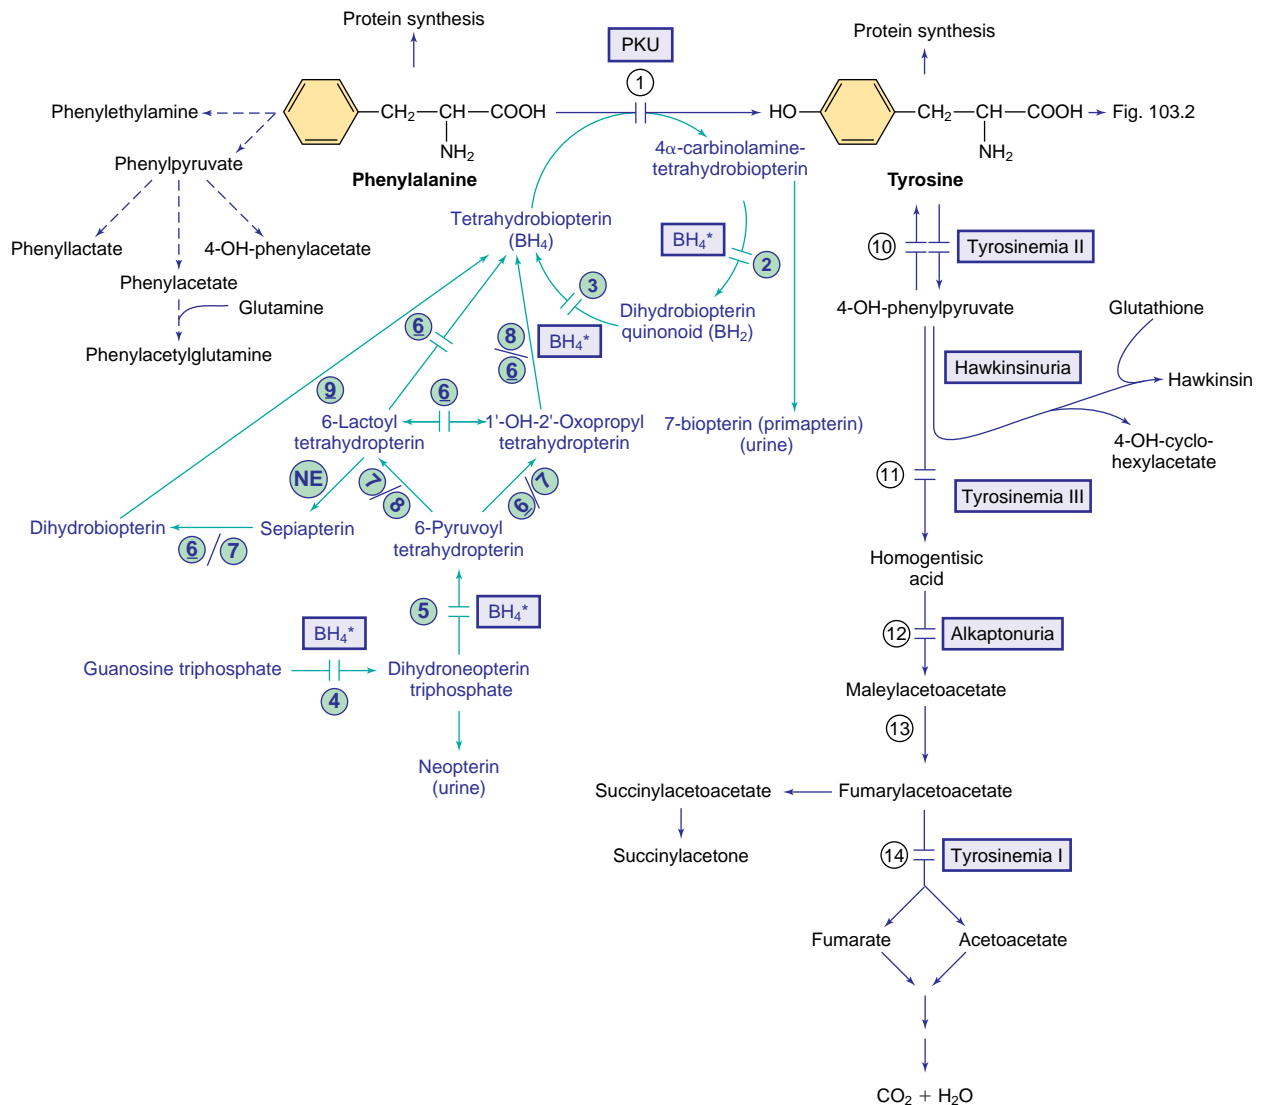 Protein synthesis
PKU
Protein synthesis
1
Phenylethylamine
CH₂—CH—COOH
NH₂
Phenylalanine
HO
CH₂—CH—COOH
NH₂
Tyrosine
Fig. 103.2
Phenylpyruvate
4α-carbinolamine-
tetrahydrobiopterin
Phenyllactate
4-OH-phenylacetate
Tetrahydrobiopterin
(BH₄)
BH₄*
2
10
Tyrosinemia II
Phenylacetate
Glutamine
Phenylacetylglutamine
3
Dihydrobiopterin
quinonoid (BH₂)
BH₄*
4-OH-phenylpyruvate
Glutathione
6
8
6
Hawkinsinuria
Hawkinsin
9
6
6-Lactoyl
tetrahydropterin
1'-OH-2'-Oxopropyl
tetrahydropterin
7-biopterin (primapterin)
(urine)
4-OH-cyclo-
hexylacetate
NE
7/8
6/7
11
Tyrosinemia III
Dihydrobiopterin
Sepiapterin
6-Pyruvoyl
tetrahydropterin
6/7
Homogentisic
acid
BH₄*
5
BH₄*
12
Alkaptonuria
Guanosine triphosphate
4
Dihydroneopterin
triphosphate
Maleylacetoacetate
13
Neopterin
(urine)
Succinylacetoacetate
Fumarylacetoacetate
Succinylacetone
14
Tyrosinemia I
Fumarate
Acetoacetate
CO₂ + H₂O